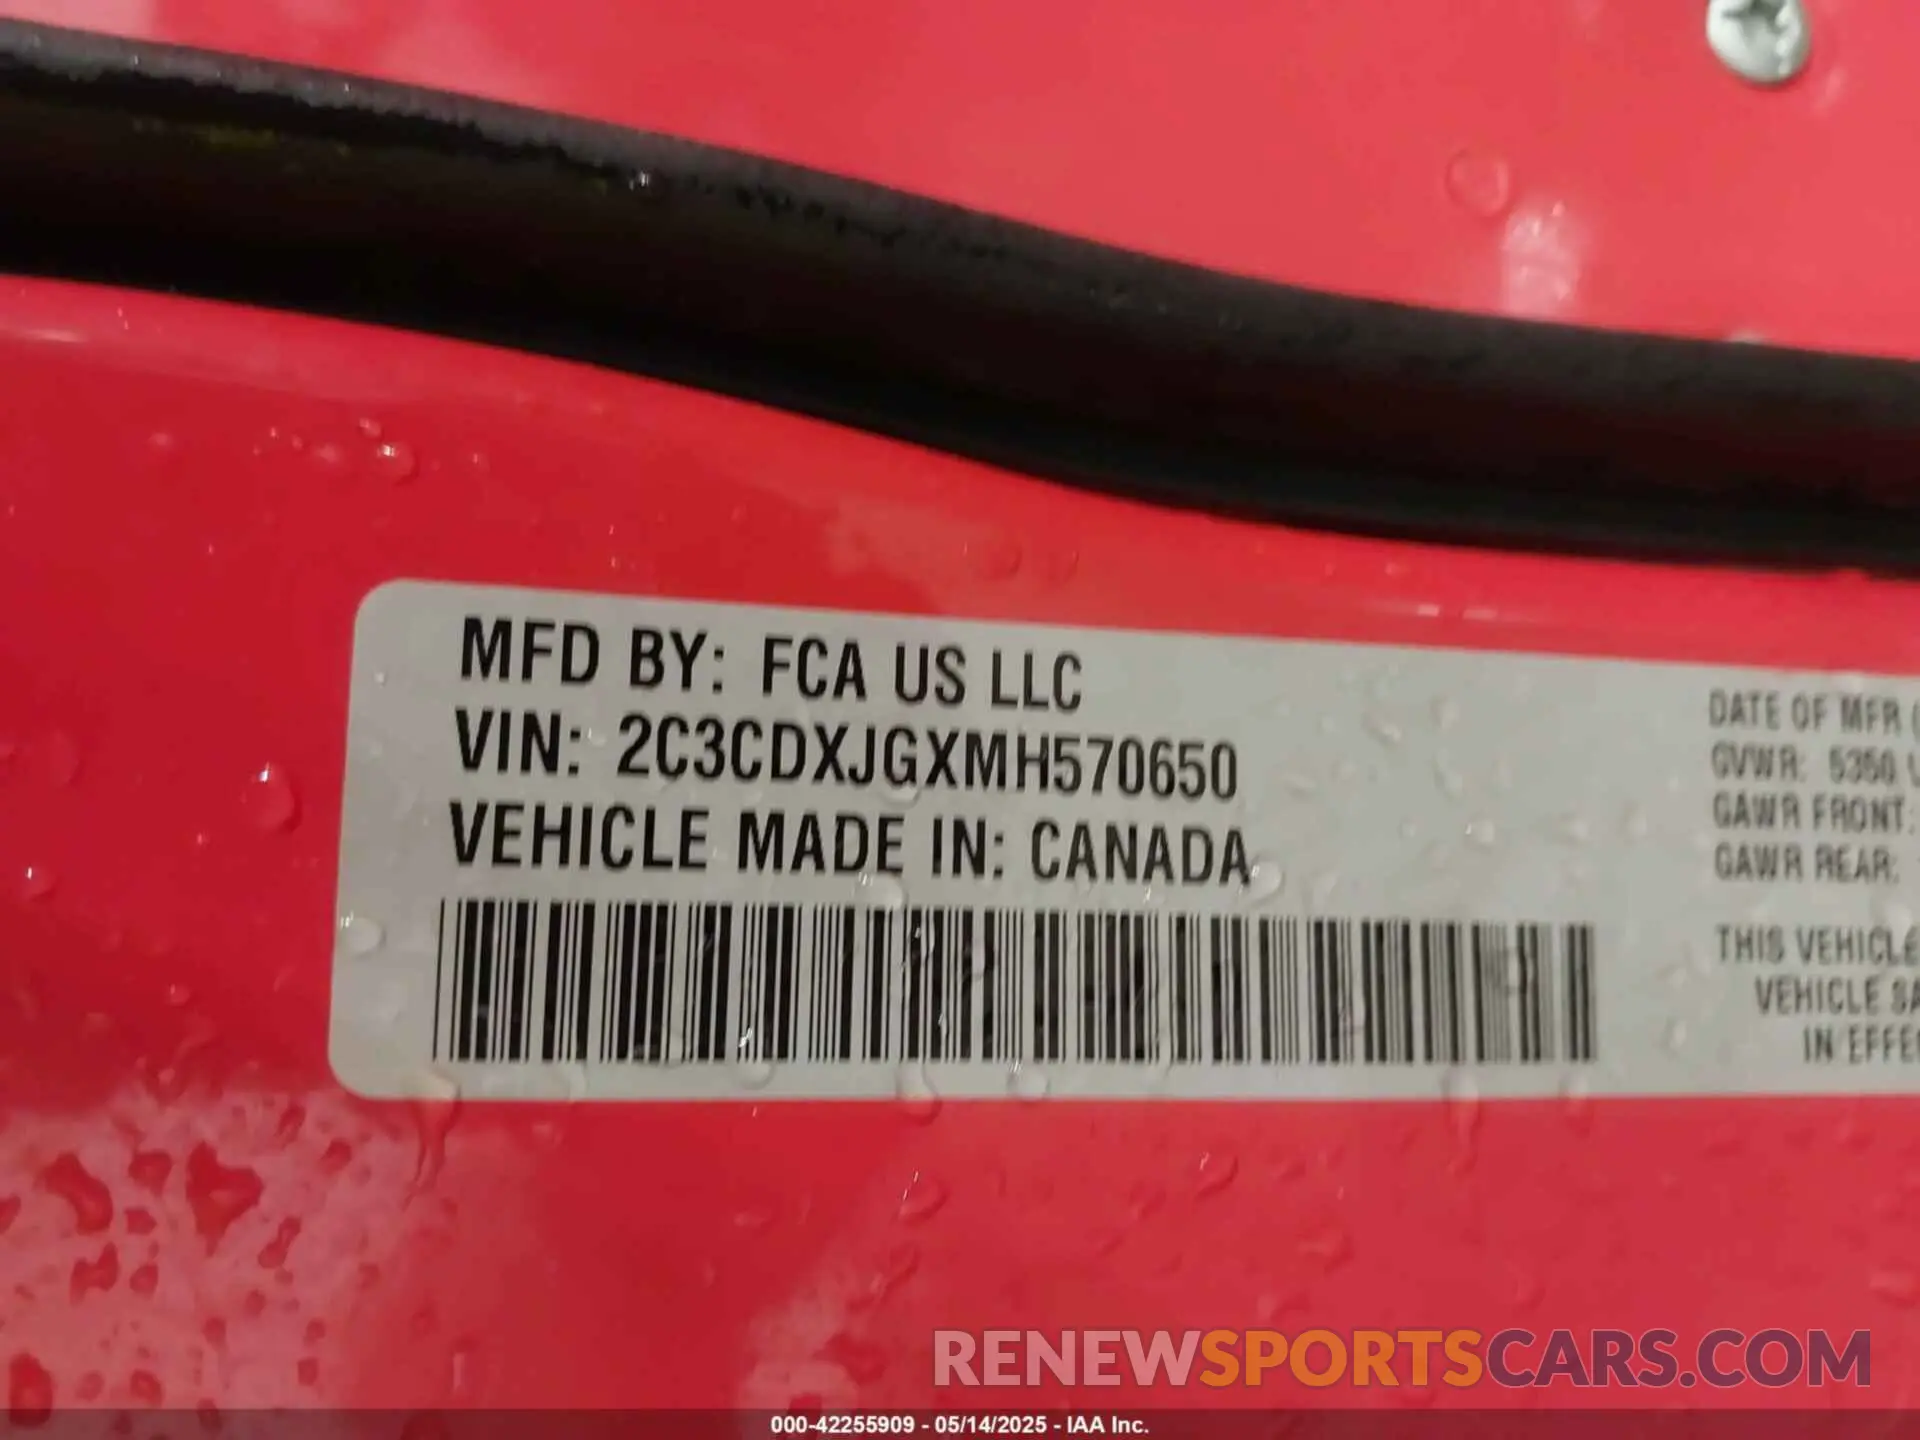 MFD BY: FCA US LLC
VIN: 2C3CDXJGXMH570650
VEHICLE MADE IN: CANADA
DATE OF MFR (
GVWR: 5350
GAWR FRONT:
GAWR REAR:
THIS VEHICLE
VEHICLE SA
IN EFFE
RENEWSPORTSCARS.COM
000-42255909 - 05/14/2025 - IAA Inc.